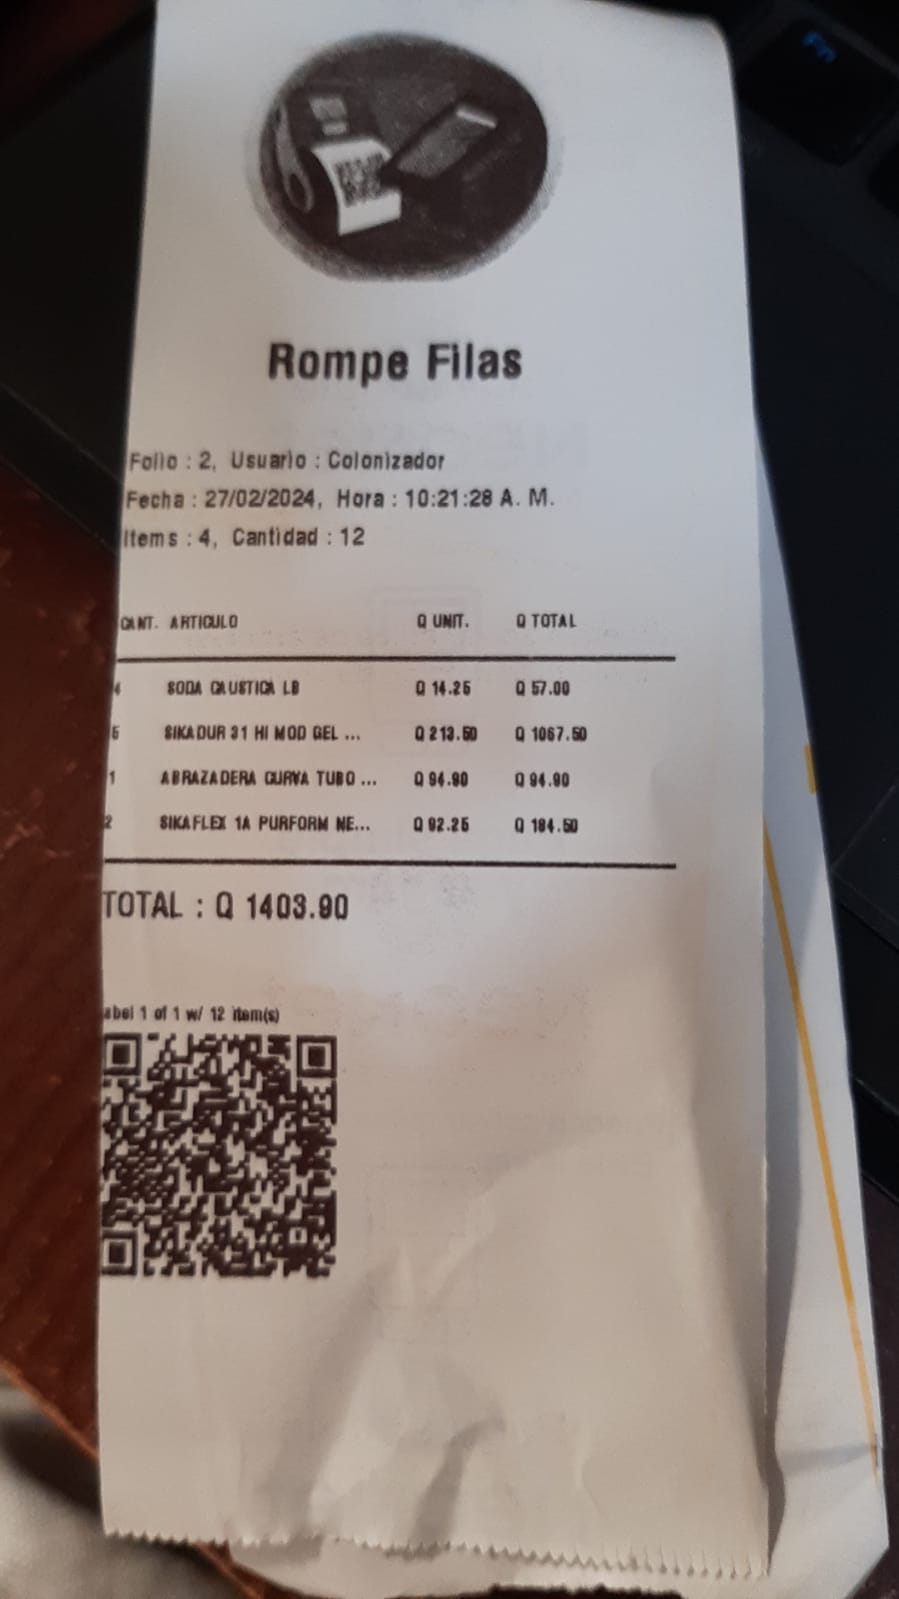 Rompe Filas
Folio : 2, Usuario : Colonizador
Fecha : 27/02/2024, Hora : 10:21:28 A. M.
Items : 4, Cantidad : 12
CANT. ARTICULO Q UNIT. Q TOTAL
4 SODA CAUSTICA LB Q 14.25 Q 57.00
5 SIKADUR 31 HI MOD GEL ... Q 213.50 Q 1067.50
1 ABRAZADERA CURVA TUBO ... Q 94.90 Q 94.90
2 SIKAFLEX 1A PURFORM NE... Q 92.25 Q 184.50
TOTAL : Q 1403.90
abel 1 of 1 w/ 12 item(s)